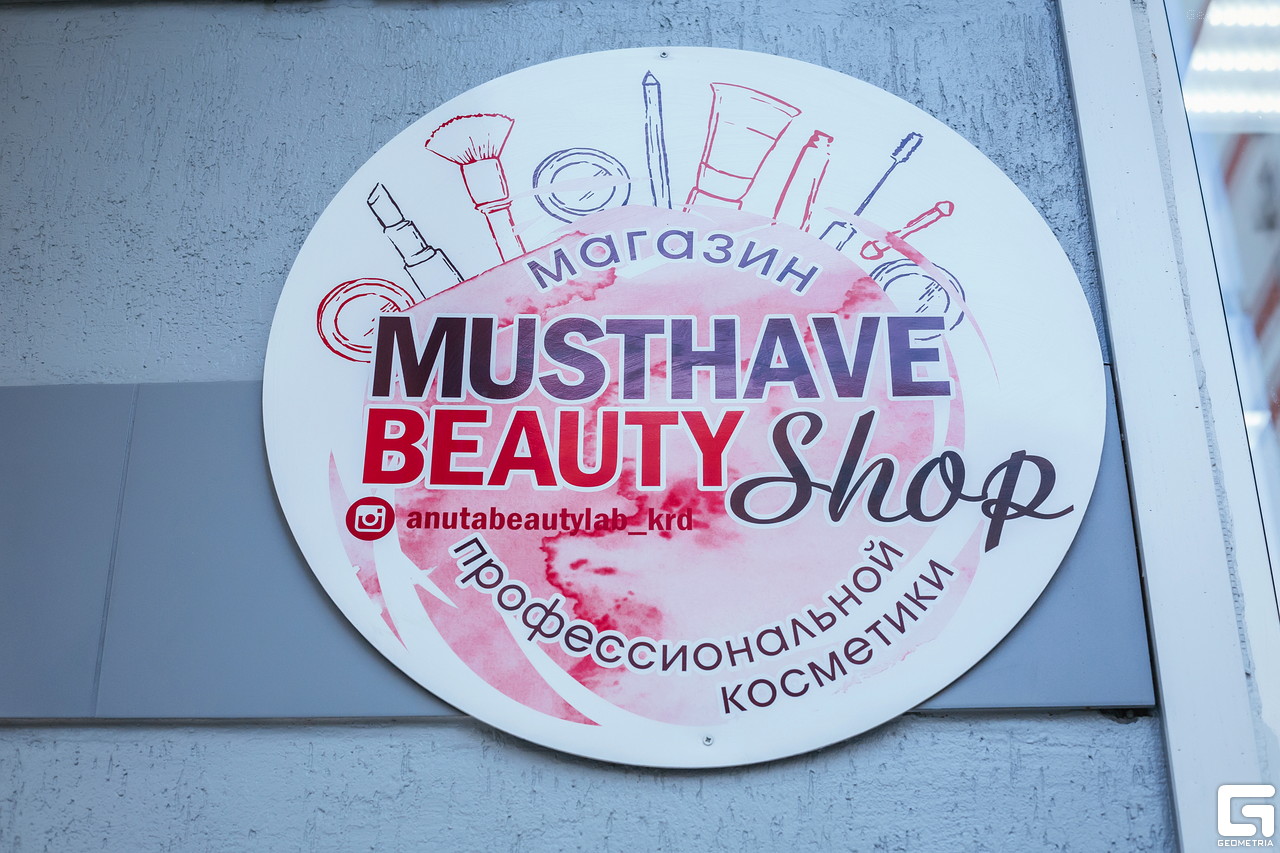 магазин
MUSTHAVE
BEAUTY Shop
anutabeautylab_krd
профессиональной
косметики
GEOMETRIA